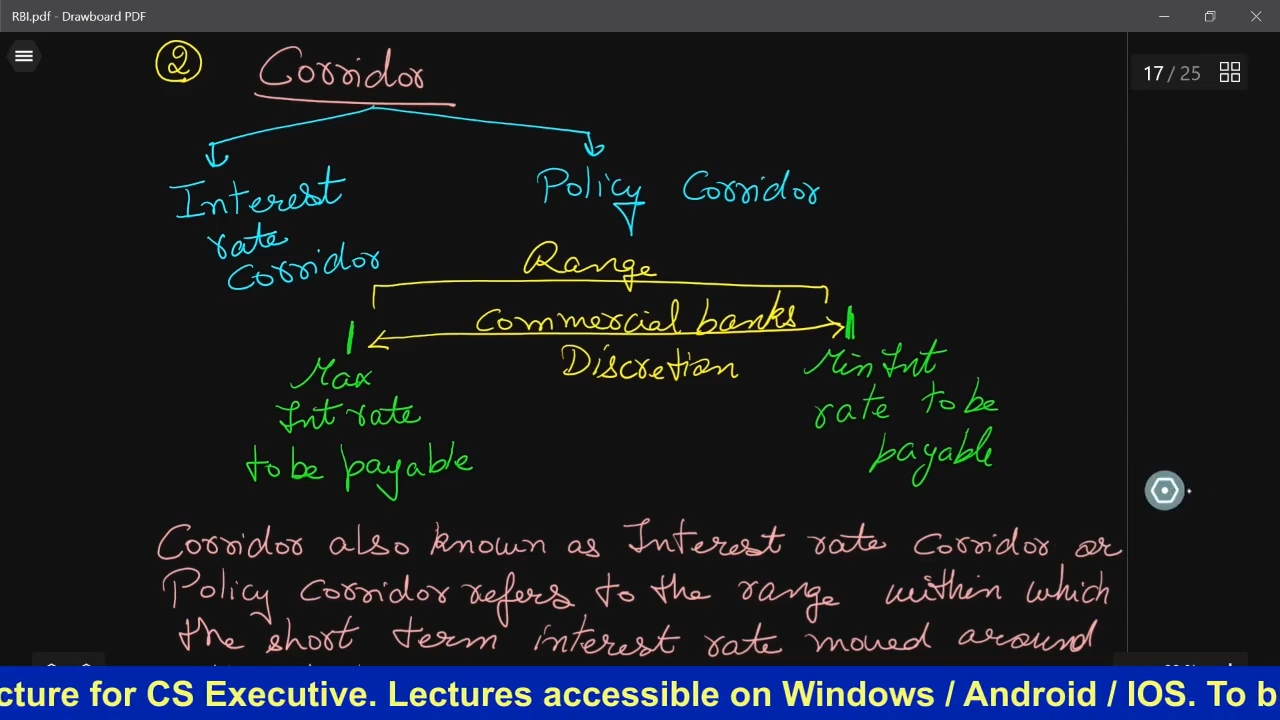 RBI.pdf - Drawboard PDF
17 / 25
② Corridor
Interest rate Corridor
Policy Corridor
Range
Commercial banks
Discretion
Max
Int rate
to be payable
Min Int
rate to be
payable
Corridor also known as Interest rate Corridor or
Policy Corridor refers to the range within which
the short term interest rate moved around
cture for CS Executive. Lectures accessible on Windows / Android / IOS. To b